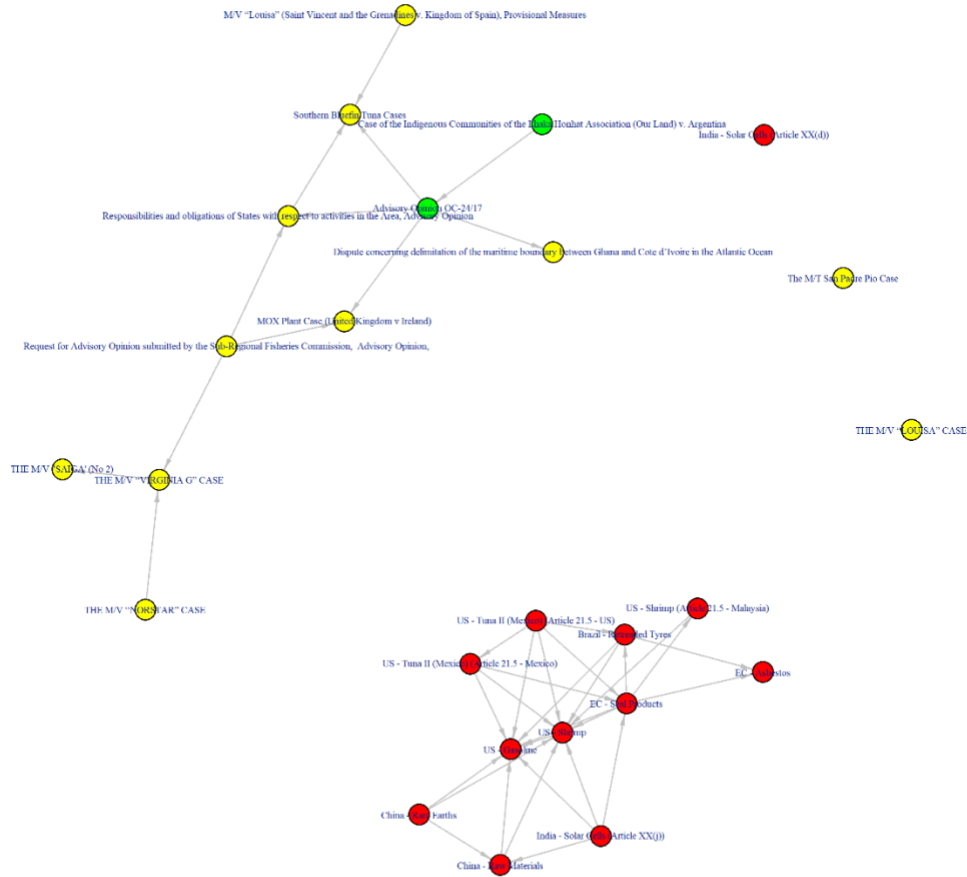 M/V "Louisa" (Saint Vincent and the Grenadines v. Kingdom of Spain), Provisional Measures
Southern Bluefin Tuna Cases
Case of the Indigenous Communities of the Lhaka Honhat Association (Our Land) v. Argentina
India - Solar Cells (Article XX(d))
Advisory Opinion OC-24/17
Responsibilities and obligations of States with respect to activities in the Area, Advisory Opinion
Dispute concerning delimitation of the maritime boundary between Ghana and Cote d'Ivoire in the Atlantic Ocean
The M/T San Padre Pio Case
MOX Plant Case (United Kingdom v Ireland)
Request for Advisory Opinion submitted by the Sub-Regional Fisheries Commission, Advisory Opinion,
THE M/V "LOUISA" CASE
THE M/V 'SAIGA' (No 2)
THE M/V "VIRGINIA G" CASE
THE M/V "NORSTAR" CASE
US - Shrimp (Article 21.5 - Malaysia)
US - Tuna II (Mexico) (Article 21.5 - US)
Brazil - Retreaded Tyres
US - Tuna II (Mexico) (Article 21.5 - Mexico)
EC - Asbestos
EC - Seal Products
US - Shrimp
US - Gasoline
China - Rare Earths
India - Solar Cells (Article XX(j))
China - Raw Materials